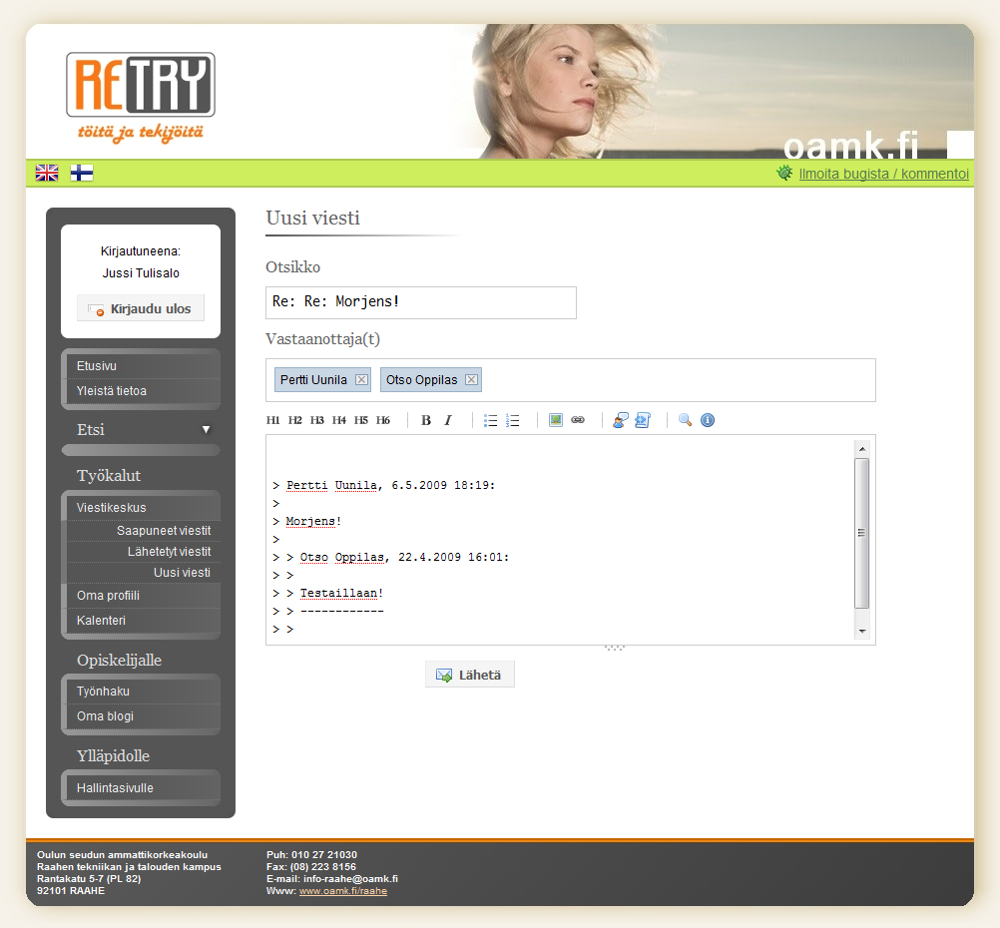 RETRY
töitä ja tekijöitä
oamk.fi
Ilmoita bugista / kommentoi
Kirjautuneena:
Jussi Tulisalo
Kirjaudu ulos
Etusivu
Yleistä tietoa
Etsi
Työkalut
Viestikeskus
Saapuneet viestit
Lähetetyt viestit
Uusi viesti
Oma profiili
Kalenteri
Opiskelijalle
Työnhaku
Oma blogi
Ylläpidolle
Hallintasivulle
Uusi viesti
Otsikko
Re: Re: Morjens!
Vastaanottaja(t)
Pertti Uunila Otso Oppilas
H1 H2 H3 H4 H5 H6 B I
> Pertti Uunila, 6.5.2009 18:19:
>
> Morjens!
>
> > Otso Oppilas, 22.4.2009 16:01:
> >
> > Testaillaan!
> > ------------
> >
Lähetä
Oulun seudun ammattikorkeakoulu
Raahen tekniikan ja talouden kampus
Rantakatu 5-7 (PL 82)
92101 RAAHE
Puh: 010 27 21030
Fax: (08) 223 8156
E-mail: info-raahe@oamk.fi
Www: www.oamk.fi/raahe